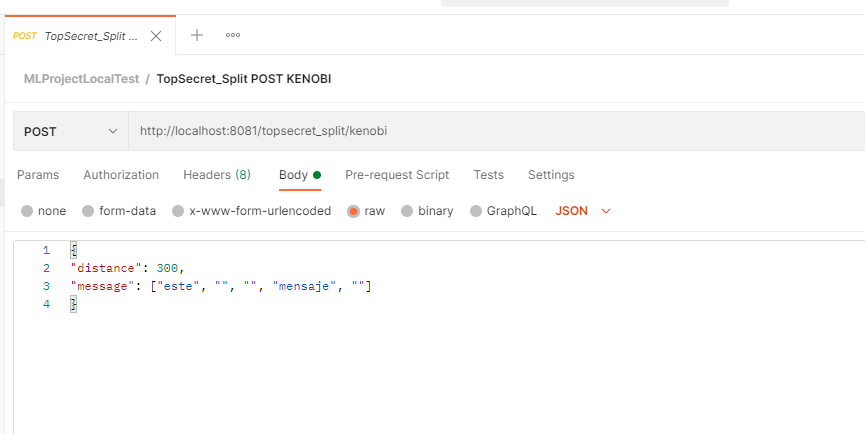 POST TopSecret_Split ...
MLProjectLocalTest / TopSecret_Split POST KENOBI
POST http://localhost:8081/topsecret_split/kenobi
Params Authorization Headers (8) Body Pre-request Script Tests Settings
none form-data x-www-form-urlencoded raw binary GraphQL JSON
1 {
2 "distance": 300,
3 "message": ["este", "", "", "mensaje", ""]
4 }